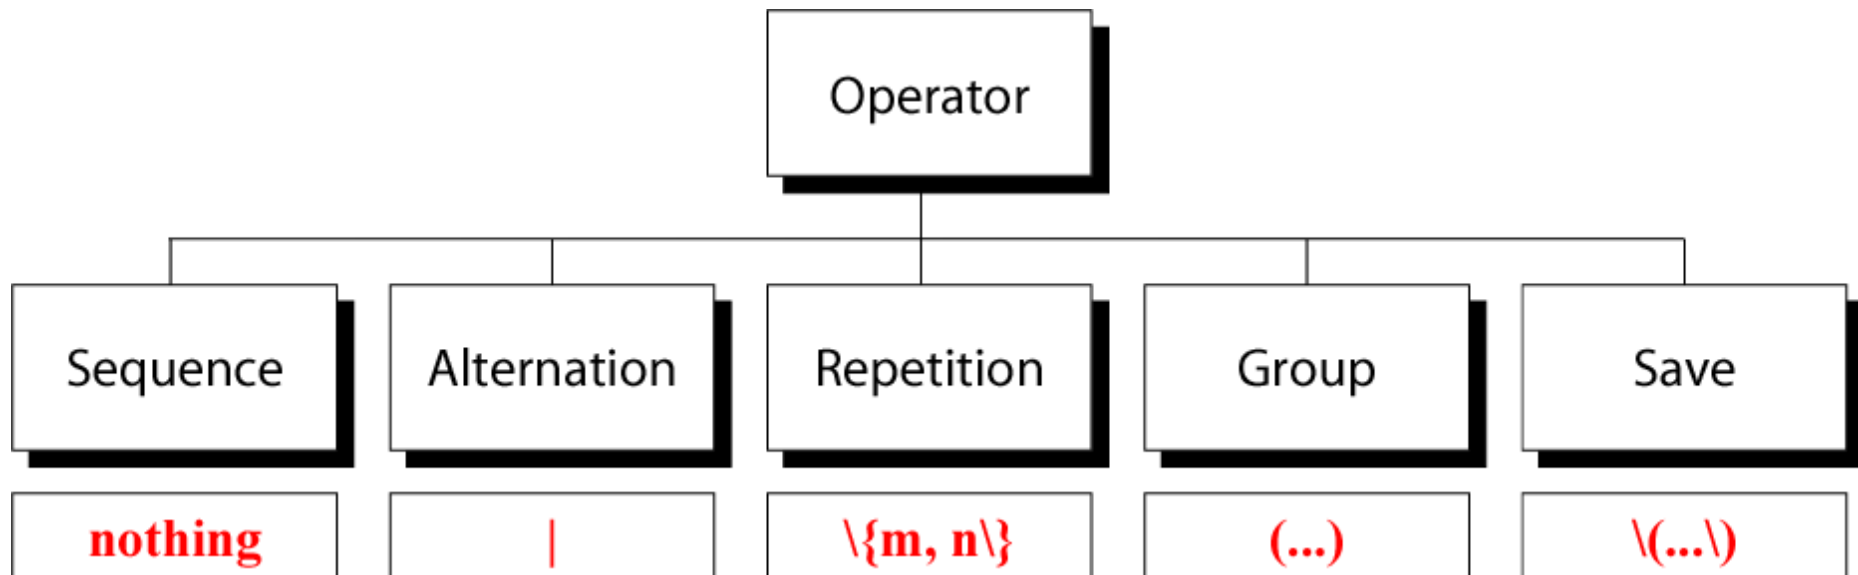 Operator
Sequence Alternation Repetition Group Save
nothing | \{m, n\} (...) \(...\)